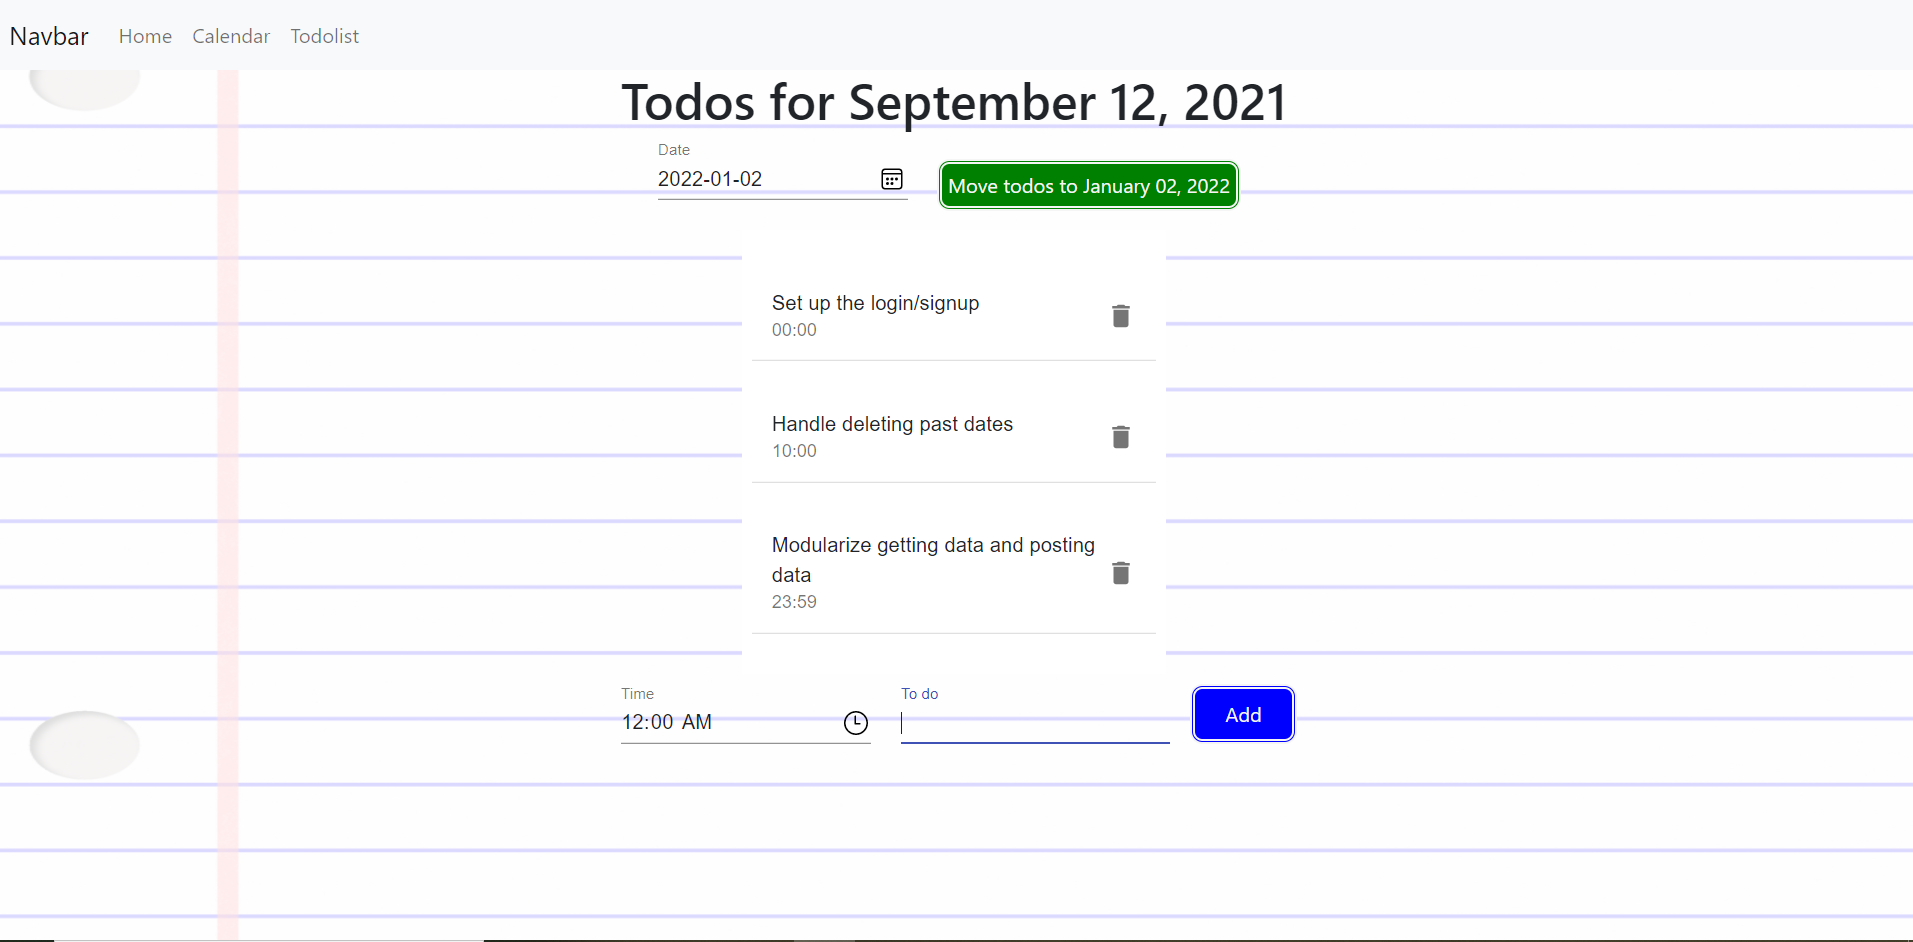 Navbar Home Calendar Todolist
Todos for September 12, 2021
Date
2022-01-02
Move todos to January 02, 2022
Set up the login/signup
00:00
Handle deleting past dates
10:00
Modularize getting data and posting
data
23:59
Time
12:00 AM
To do
Add